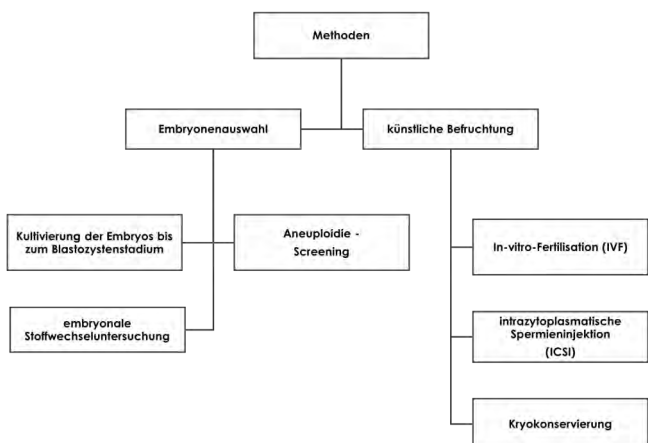 Methoden
Embryonenauswahl
künstliche Befruchtung
Kultivierung der Embryos bis
zum Blastozystenstadium
Aneuploidie -
Screening
embryonale
Stoffwechseluntersuchung
In-vitro-Fertilisation (IVF)
intrazytoplasmatische
Spermieninjektion
(ICSI)
Kryokonservierung